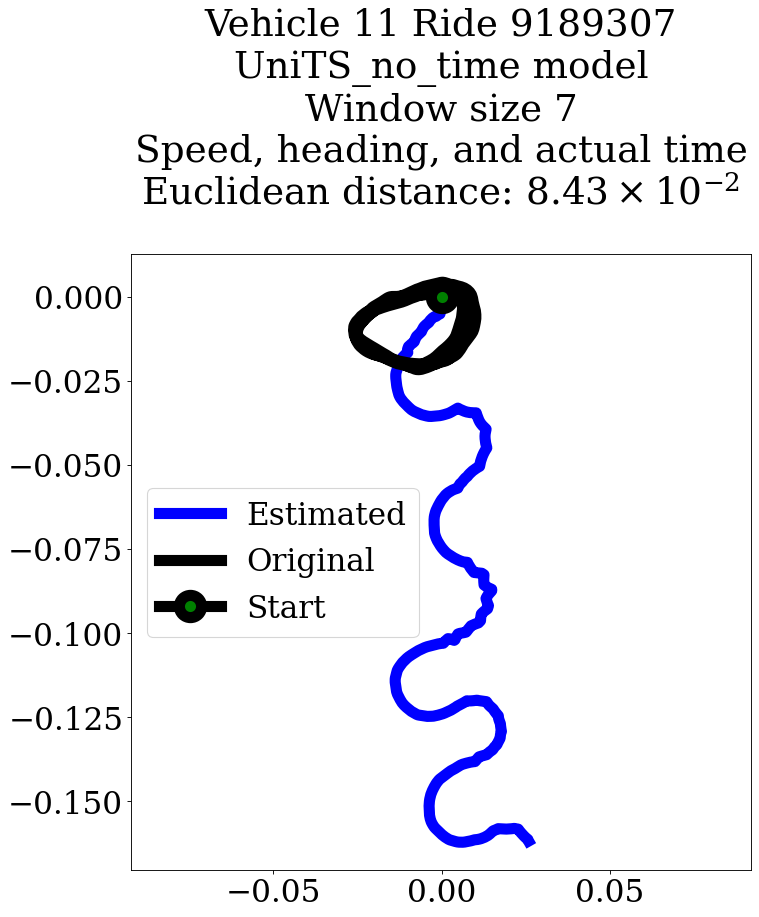 Vehicle 11 Ride 9189307
UniTS_no_time model
Window size 7
Speed, heading, and actual time
Euclidean distance: 8.43 × 10⁻²
0.000
−0.025
−0.050
−0.075
−0.100
−0.125
−0.150
Estimated
Original
Start
−0.05 0.00 0.05